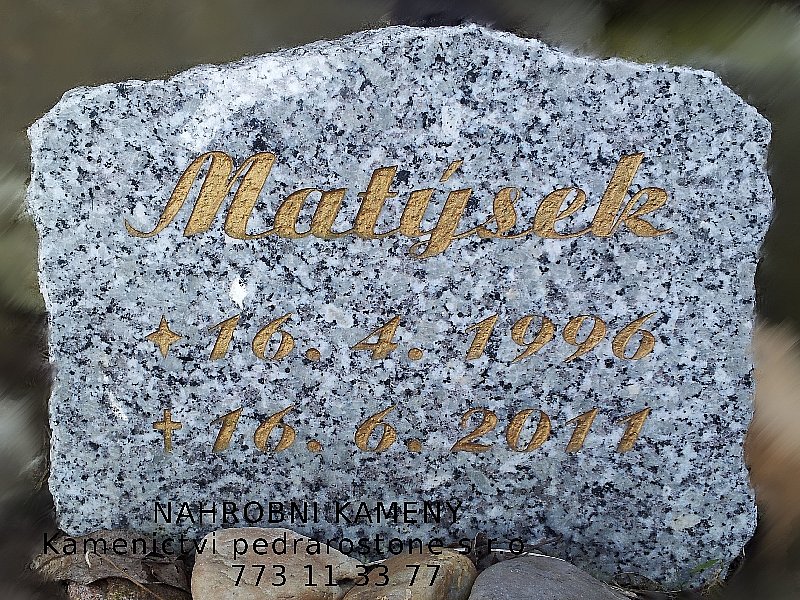 Matýsek
✦ 16. 4. 1996
✝ 16. 6. 2011
NAHROBNI KAMENY
Kamenictvi pedrarostone s.r.o.
773 11 33 77